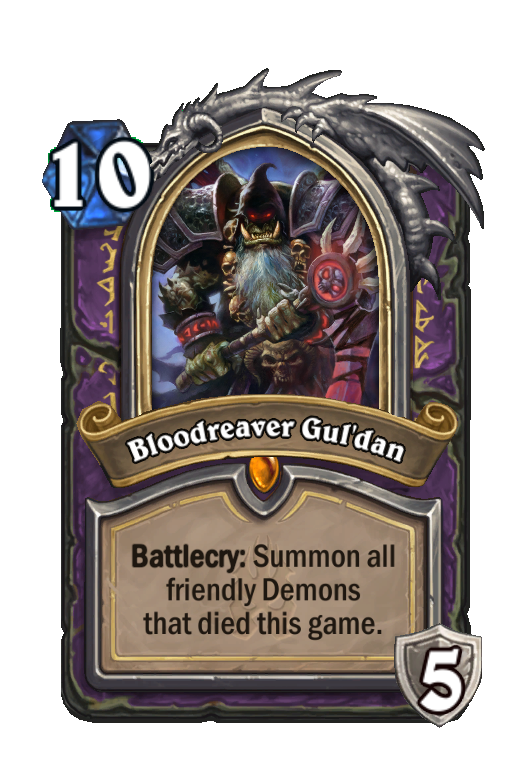 10
Bloodreaver Gul'dan
Battlecry: Summon all
friendly Demons
that died this game.
5